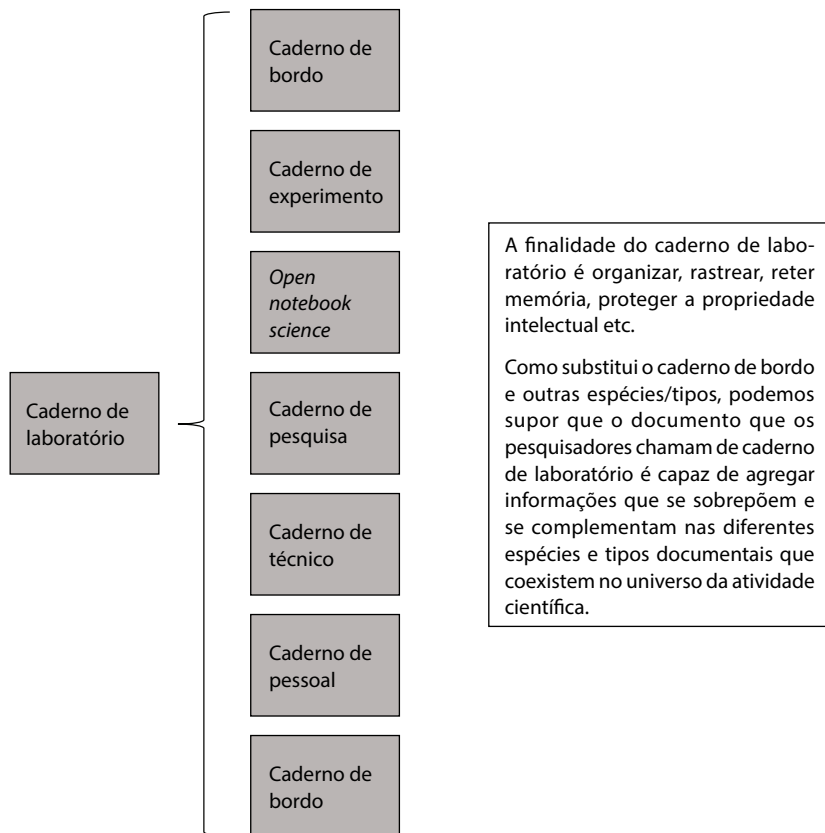 Caderno de
bordo
Caderno de
experimento
Open
notebook
science
Caderno de
laboratório
Caderno de
pesquisa
Caderno de
técnico
Caderno de
pessoal
Caderno de
bordo
A finalidade do caderno de labo-
ratório é organizar, rastrear, reter
memória, proteger a propriedade
intelectual etc.
Como substitui o caderno de bordo
e outras espécies/tipos, podemos
supor que o documento que os
pesquisadores chamam de caderno
de laboratório é capaz de agregar
informações que se sobrepõem e
se complementam nas diferentes
espécies e tipos documentais que
coexistem no universo da atividade
científica.